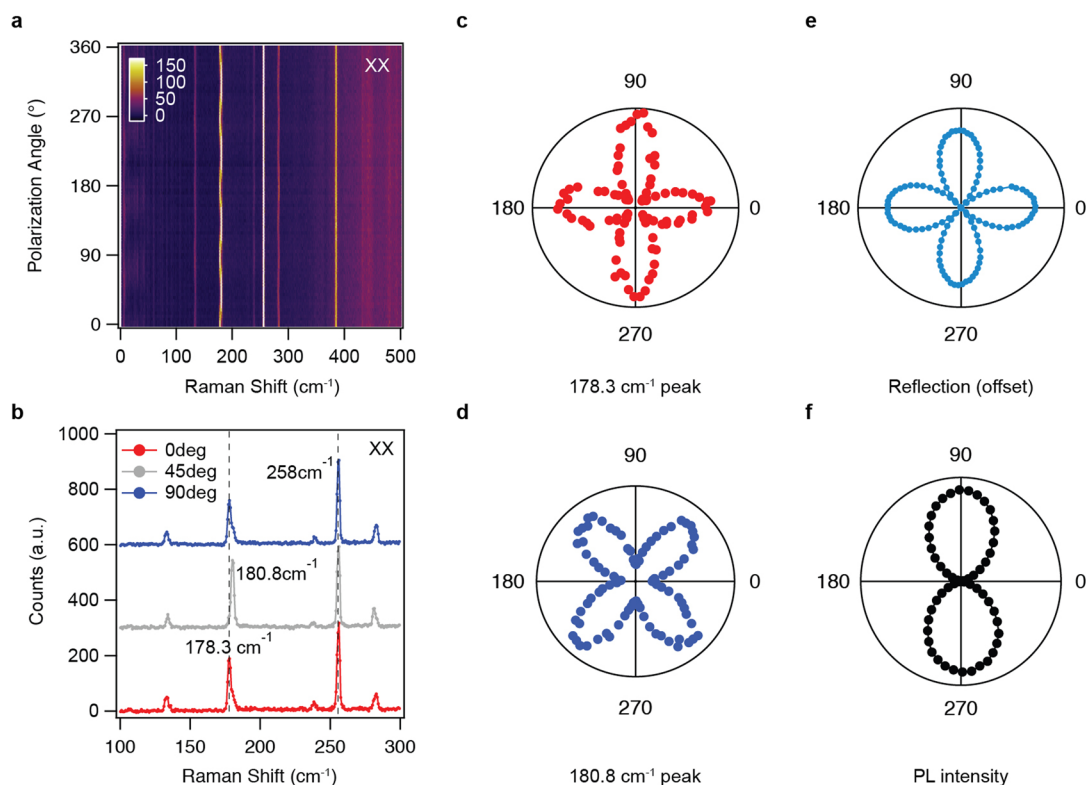 a
XX
Polarization Angle (°)
360
270
180
90
0
150
100
50
0
0
100
200
300
400
500
Raman Shift (cm⁻¹)
b
XX
Counts (a.u.)
1000
800
600
400
200
0
0deg
45deg
90deg
258cm⁻¹
180.8cm⁻¹
178.3 cm⁻¹
100
150
200
250
300
Raman Shift (cm⁻¹)
c
90
180
0
270
178.3 cm⁻¹ peak
d
90
180
0
270
180.8 cm⁻¹ peak
e
90
180
0
270
Reflection (offset)
f
90
180
0
270
PL intensity